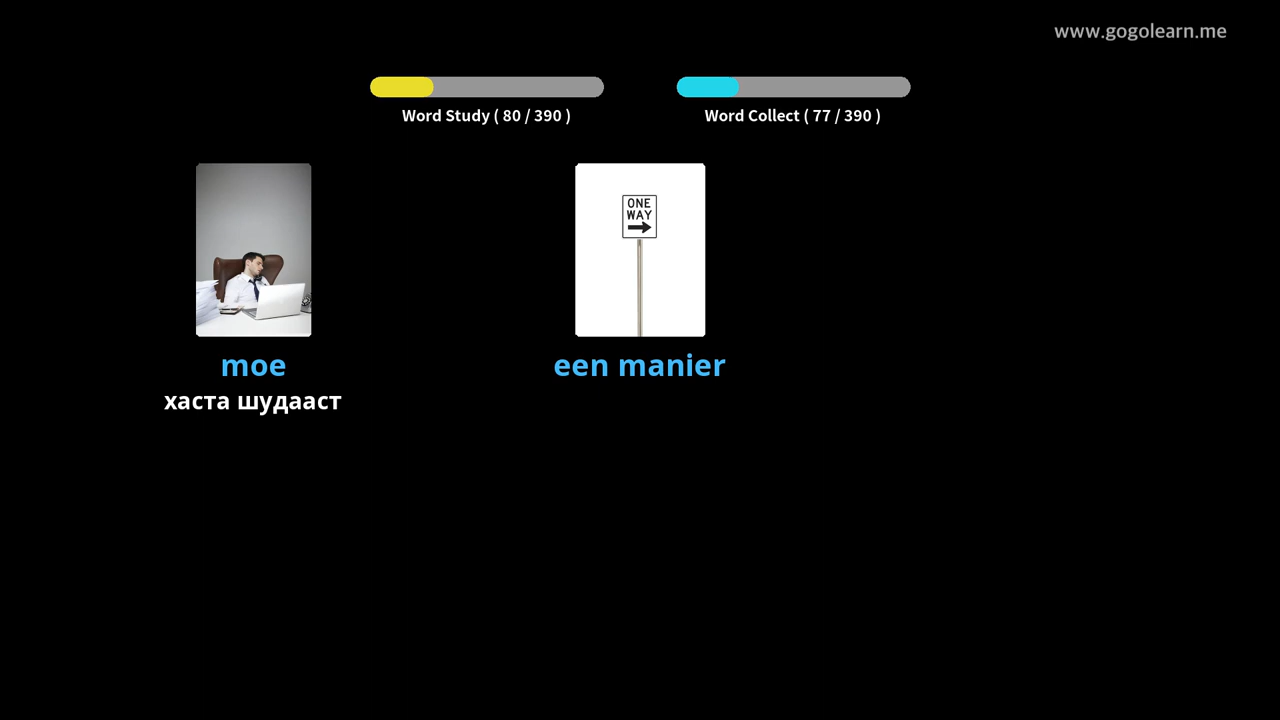 www.gogolearn.me
Word Study ( 80 / 390 )
Word Collect ( 77 / 390 )
ONE
WAY
moe
een manier
хаста шудааст